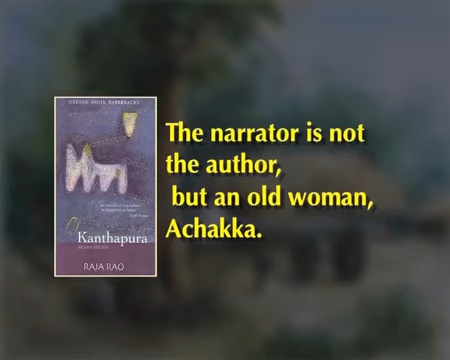 OXFORD INDIA PAPERBACKS
Kanthapura
RAJA RAO
The narrator is not
the author,
but an old woman,
Achakka.